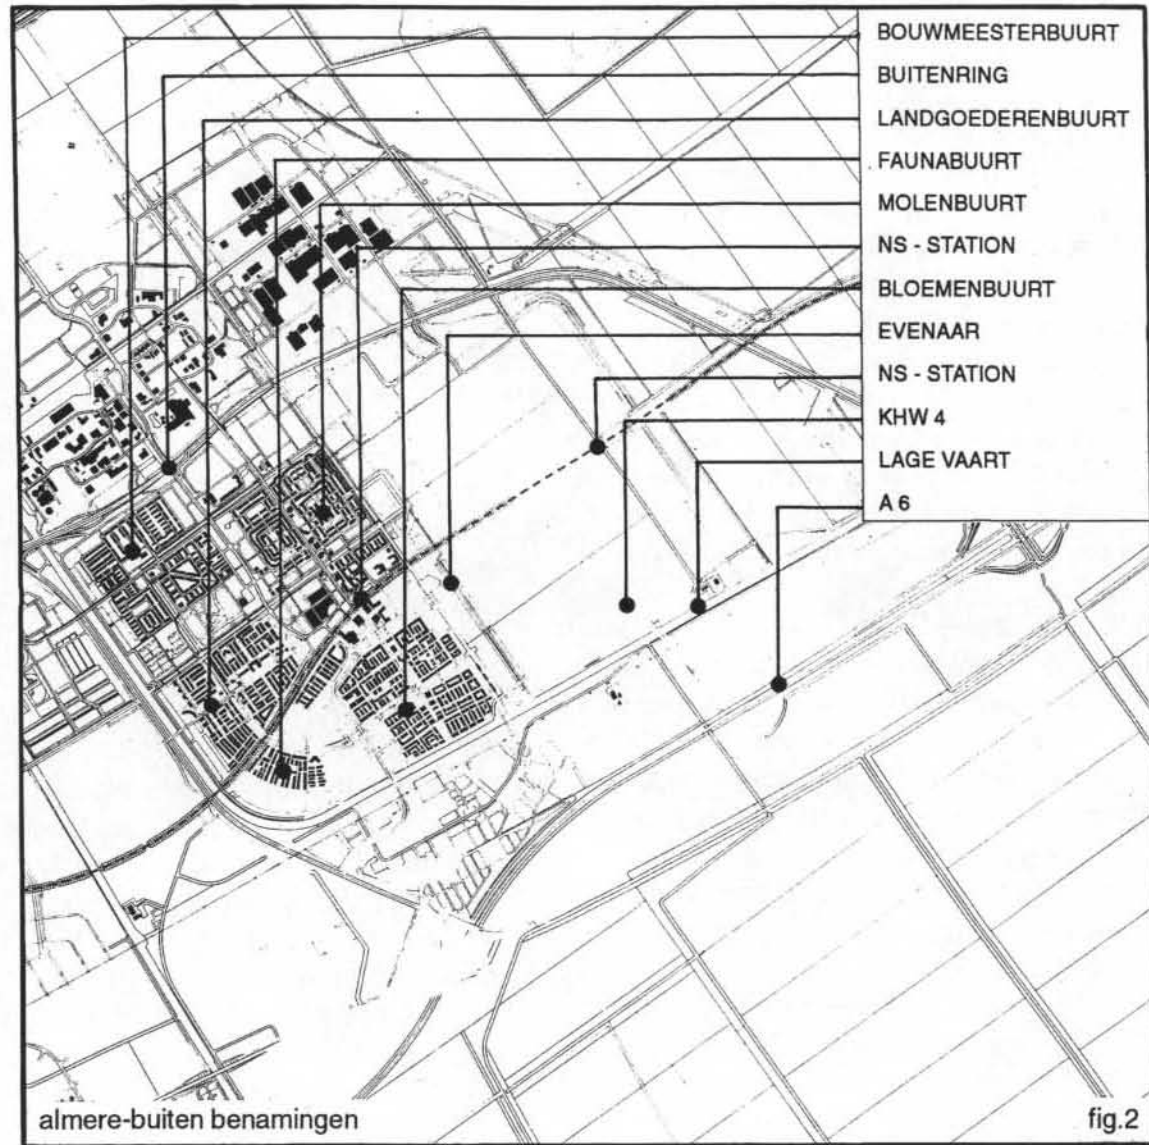 BOUWMEESTERBUURT
BUITENRING
LANDGOEDERENBUURT
FAUNABUURT
MOLENBUURT
NS - STATION
BLOEMENBUURT
EVENAAR
NS - STATION
KHW 4
LAGE VAART
A 6
almere-buiten benamingen
fig.2